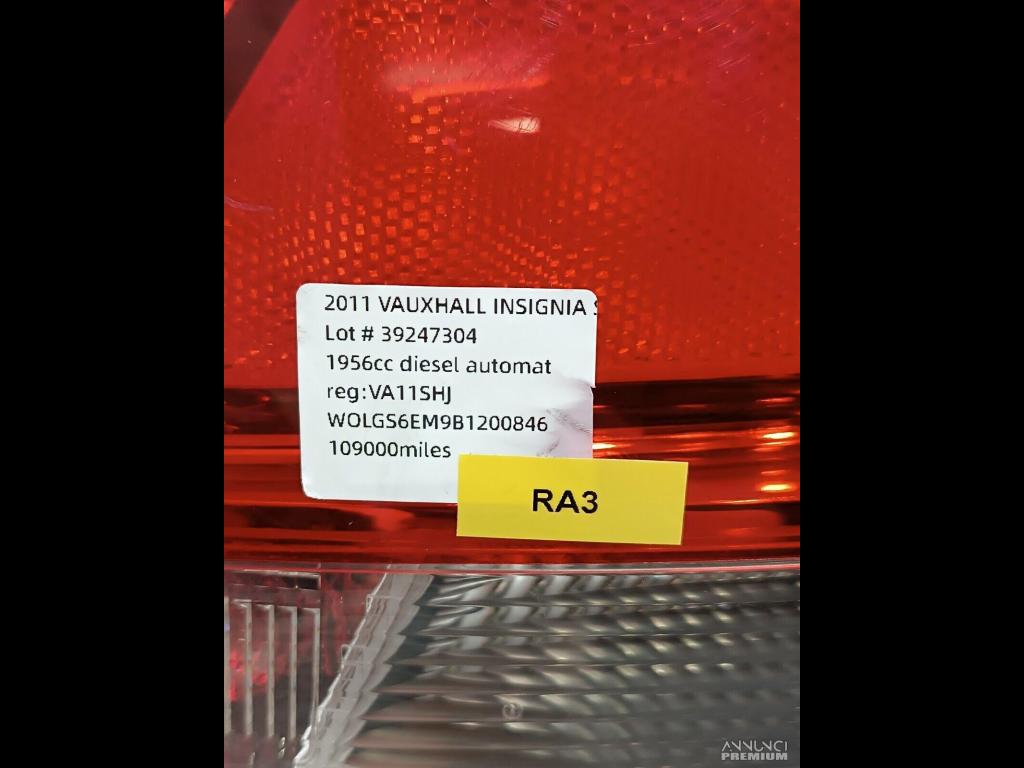 2011 VAUXHALL INSIGNIA S
Lot # 39247304
1956cc diesel automat
reg:VA11SHJ
WOLGS6EM9B1200846
109000miles
RA3
ANNUNCI
PREMIUM